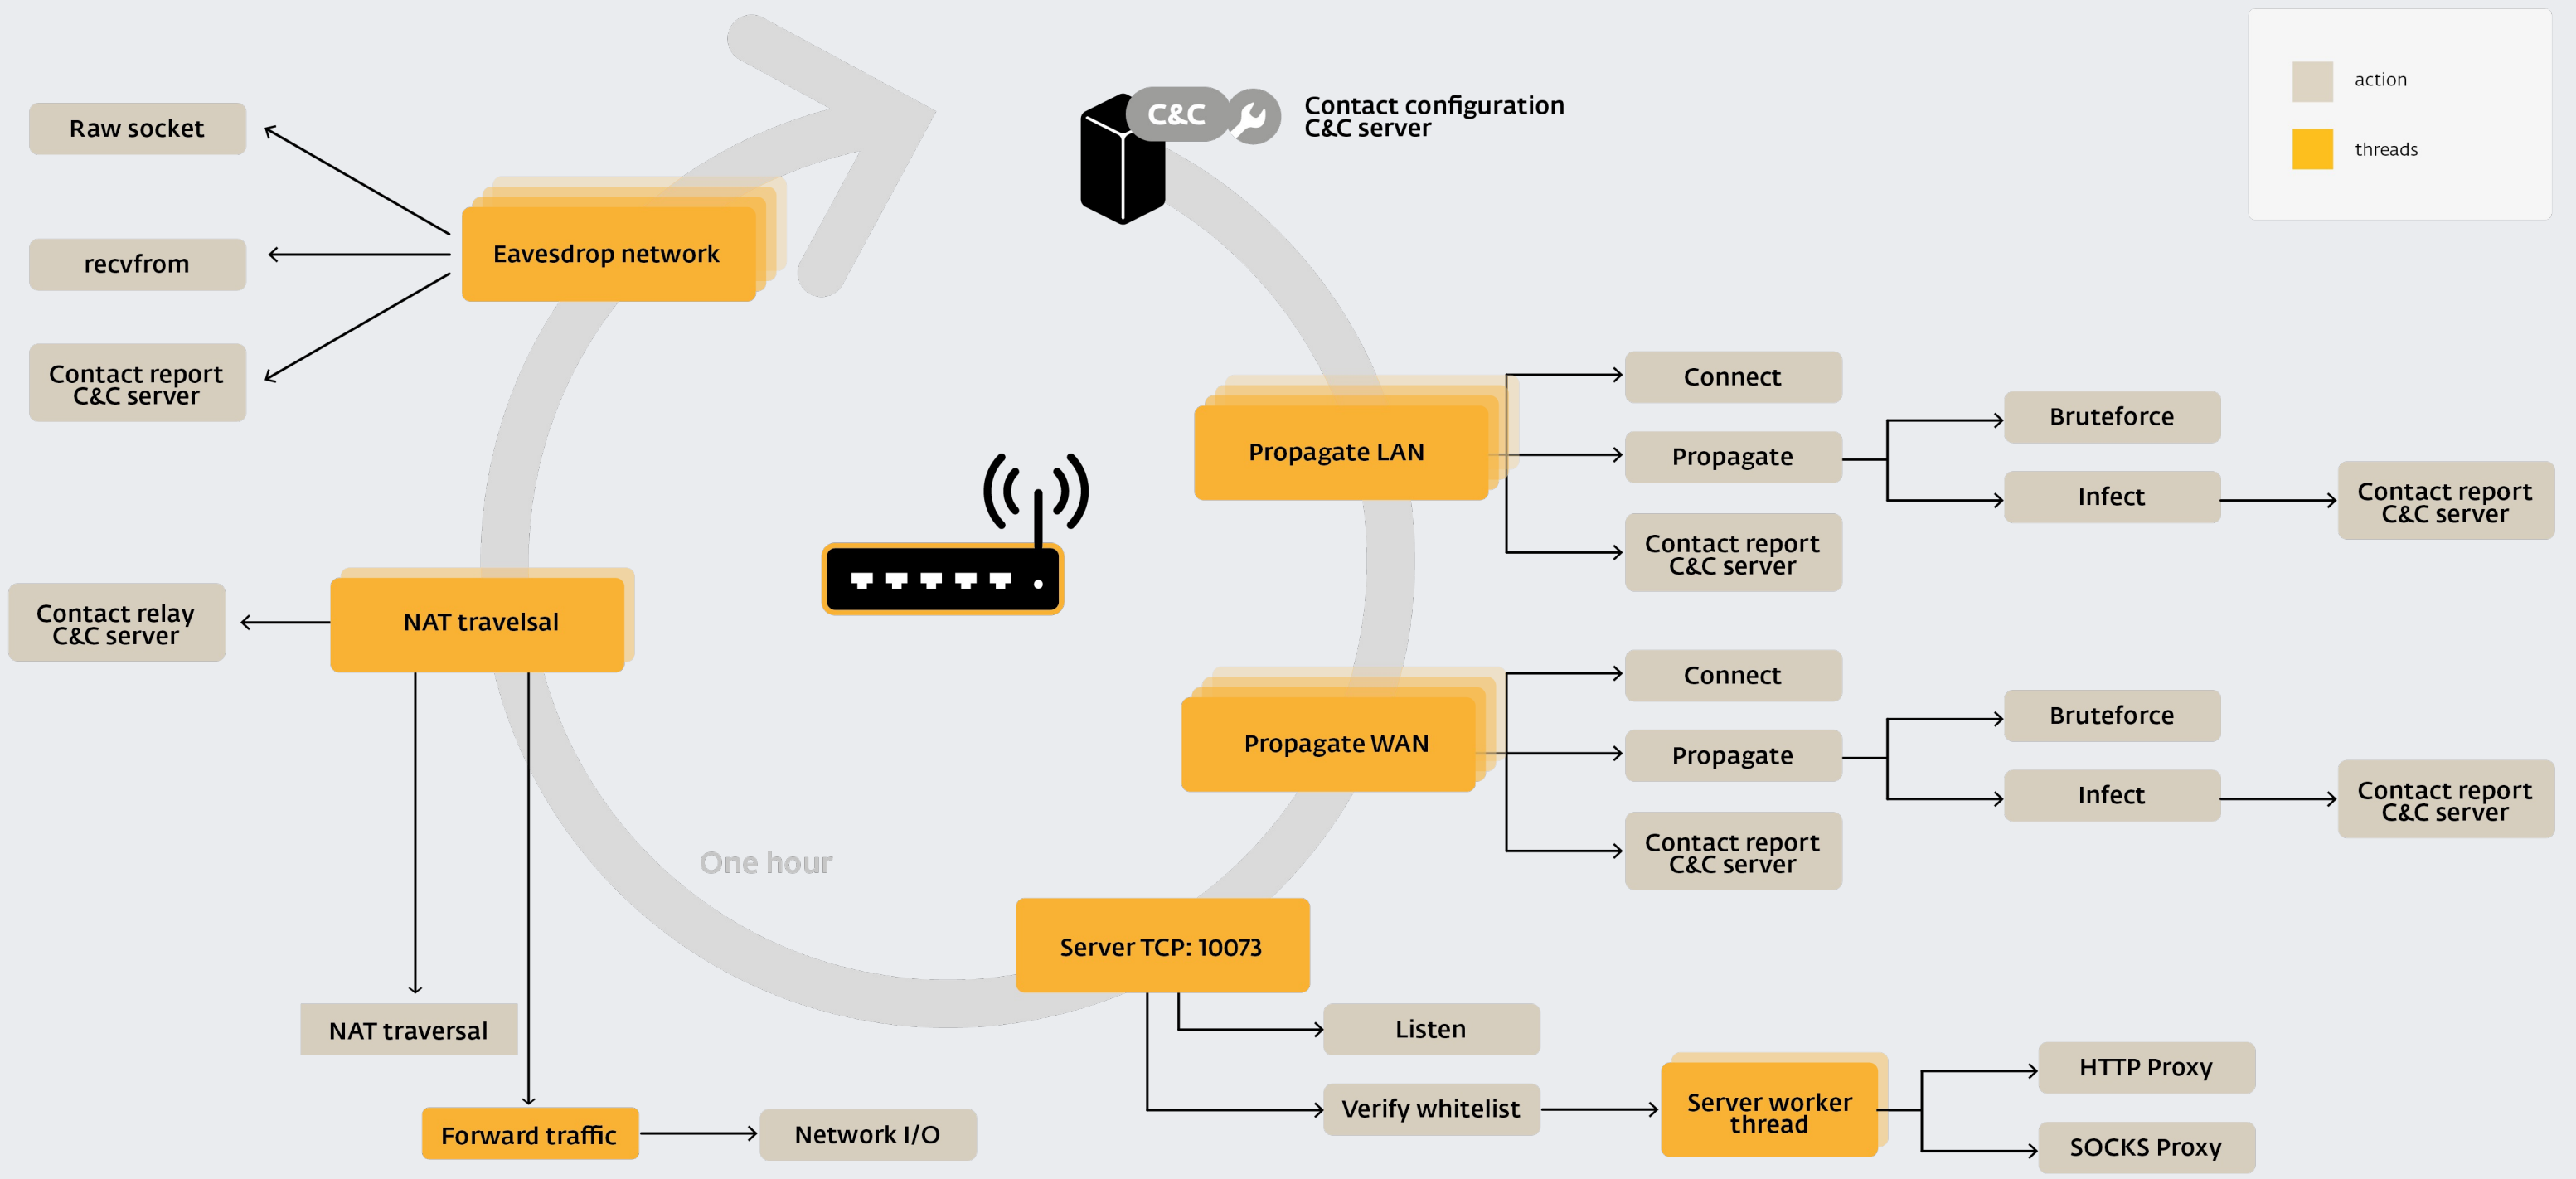 C&C
Contact configuration
C&C server
action
threads
Raw socket
recvfrom
Contact report
C&C server
Eavesdrop network
Propagate LAN
Connect
Propagate
Contact report
C&C server
Bruteforce
Infect
Contact report
C&C server
Contact relay
C&C server
NAT travelsal
Propagate WAN
Connect
Propagate
Contact report
C&C server
Bruteforce
Infect
Contact report
C&C server
One hour
Server TCP: 10073
NAT traversal
Forward traffic
Network I/O
Listen
Verify whitelist
Server worker
thread
HTTP Proxy
SOCKS Proxy